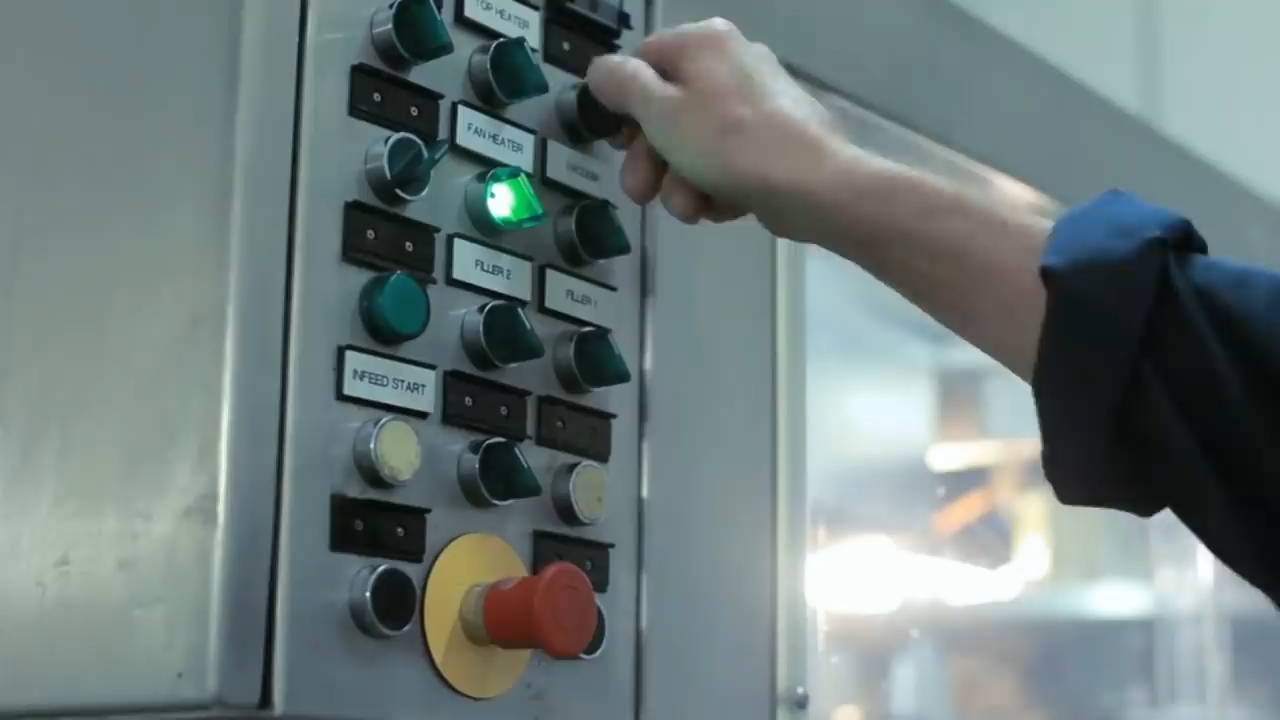 TOP HEATER
FAN HEATER
FILLER 2
FILLER 1
INFEED START